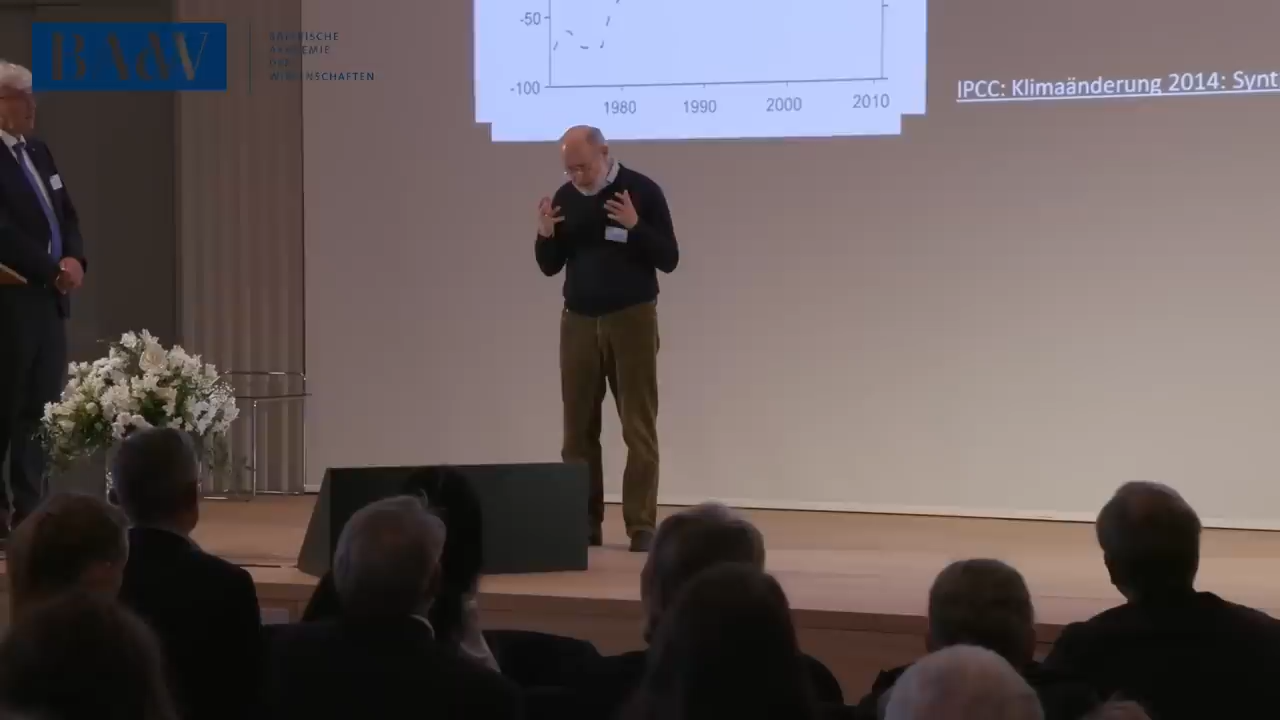 BAdW
BAYERISCHE
AKADEMIE
DER
WISSENSCHAFTEN
-50
-100
1980 1990 2000 2010
IPCC: Klimaänderung 2014: Synt